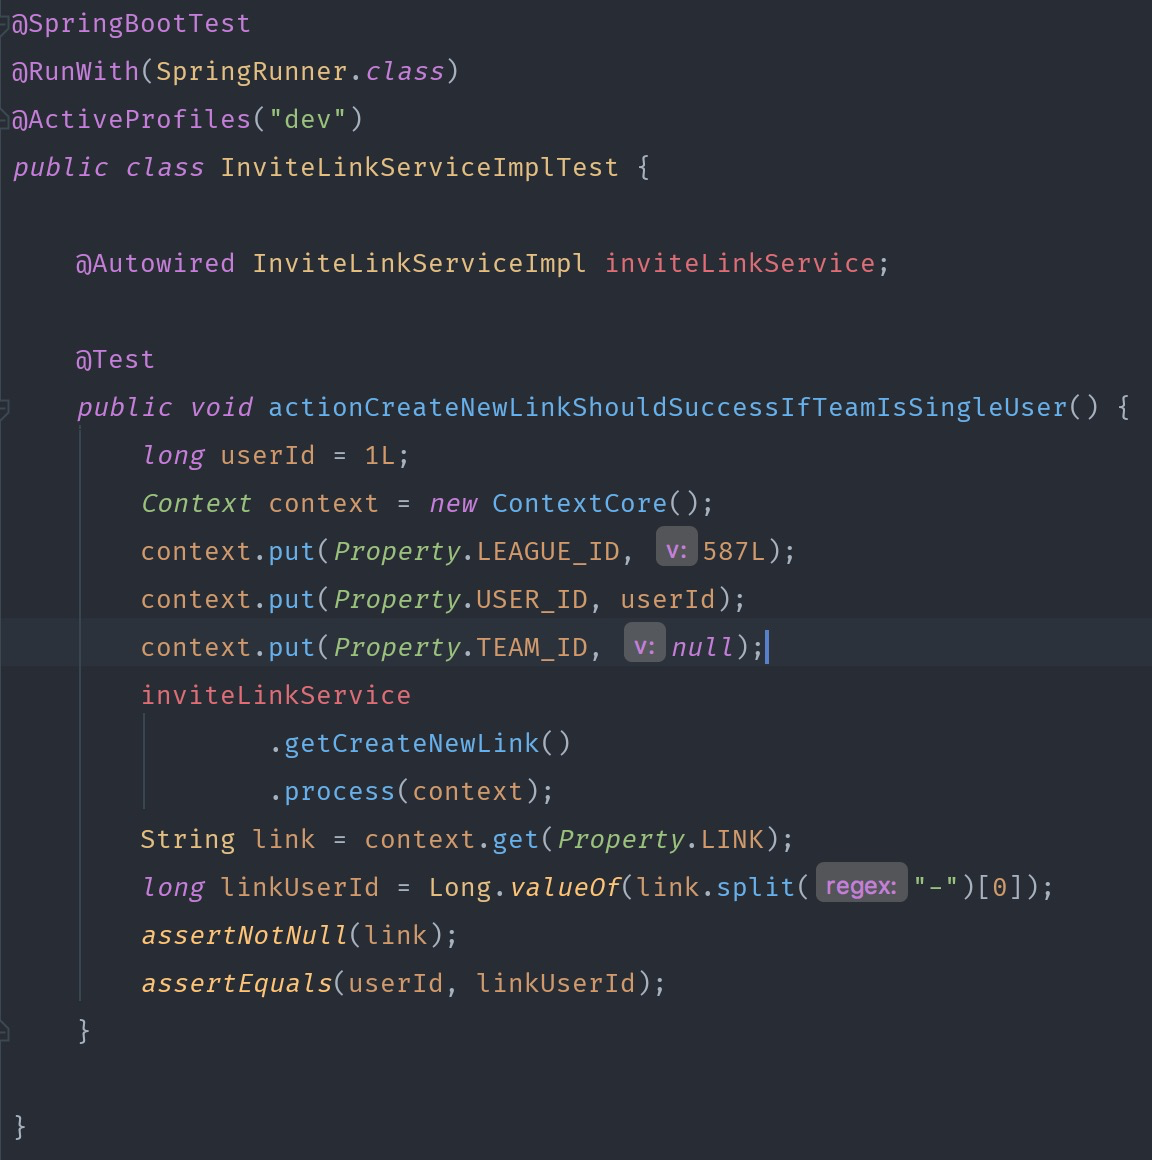 @SpringBootTest
@RunWith(SpringRunner.class)
@ActiveProfiles("dev")
public class InviteLinkServiceImplTest {
@Autowired InviteLinkServiceImpl inviteLinkService;
@Test
public void actionCreateNewLinkShouldSuccessIfTeamIsSingleUser() {
long userId = 1L;
Context context = new ContextCore();
context.put(Property.LEAGUE_ID, v: 587L);
context.put(Property.USER_ID, userId);
context.put(Property.TEAM_ID, v: null);
inviteLinkService
.getCreateNewLink()
.process(context);
String link = context.get(Property.LINK);
long linkUserId = Long.valueOf(link.split( regex: "-")[0]);
assertNotNull(link);
assertEquals(userId, linkUserId);
}
}